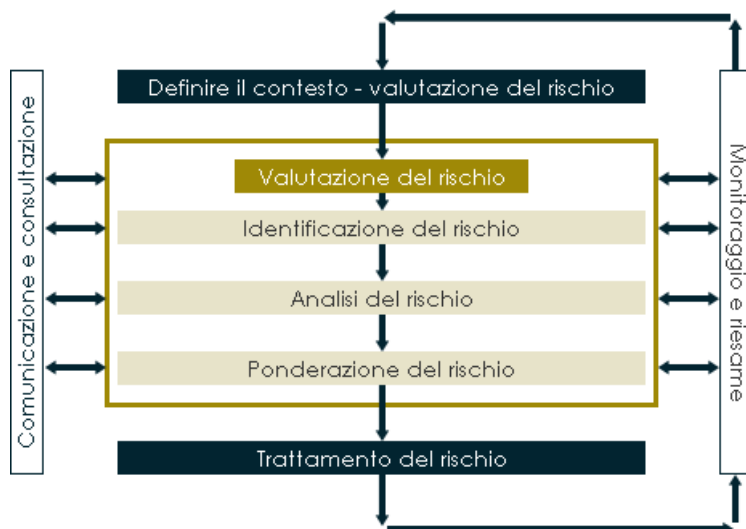 Definire il contesto - valutazione del rischio
Comunicazione e consultazione
Valutazione del rischio
Identificazione del rischio
Analisi del rischio
Ponderazione del rischio
Monitoraggio e riesame
Trattamento del rischio